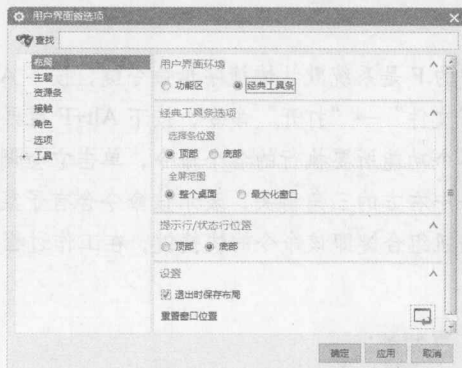 用户界面首选项
查找
布局
主题
资源条
接触
角色
选项
工具
用户界面环境
功能区
经典工具条
经典工具条选项
选择条位置
顶部
底部
全屏范围
整个桌面
最大化窗口
提示行/状态行位置
顶部
底部
设置
退出时保存布局
重置窗口位置
确定
应用
取消